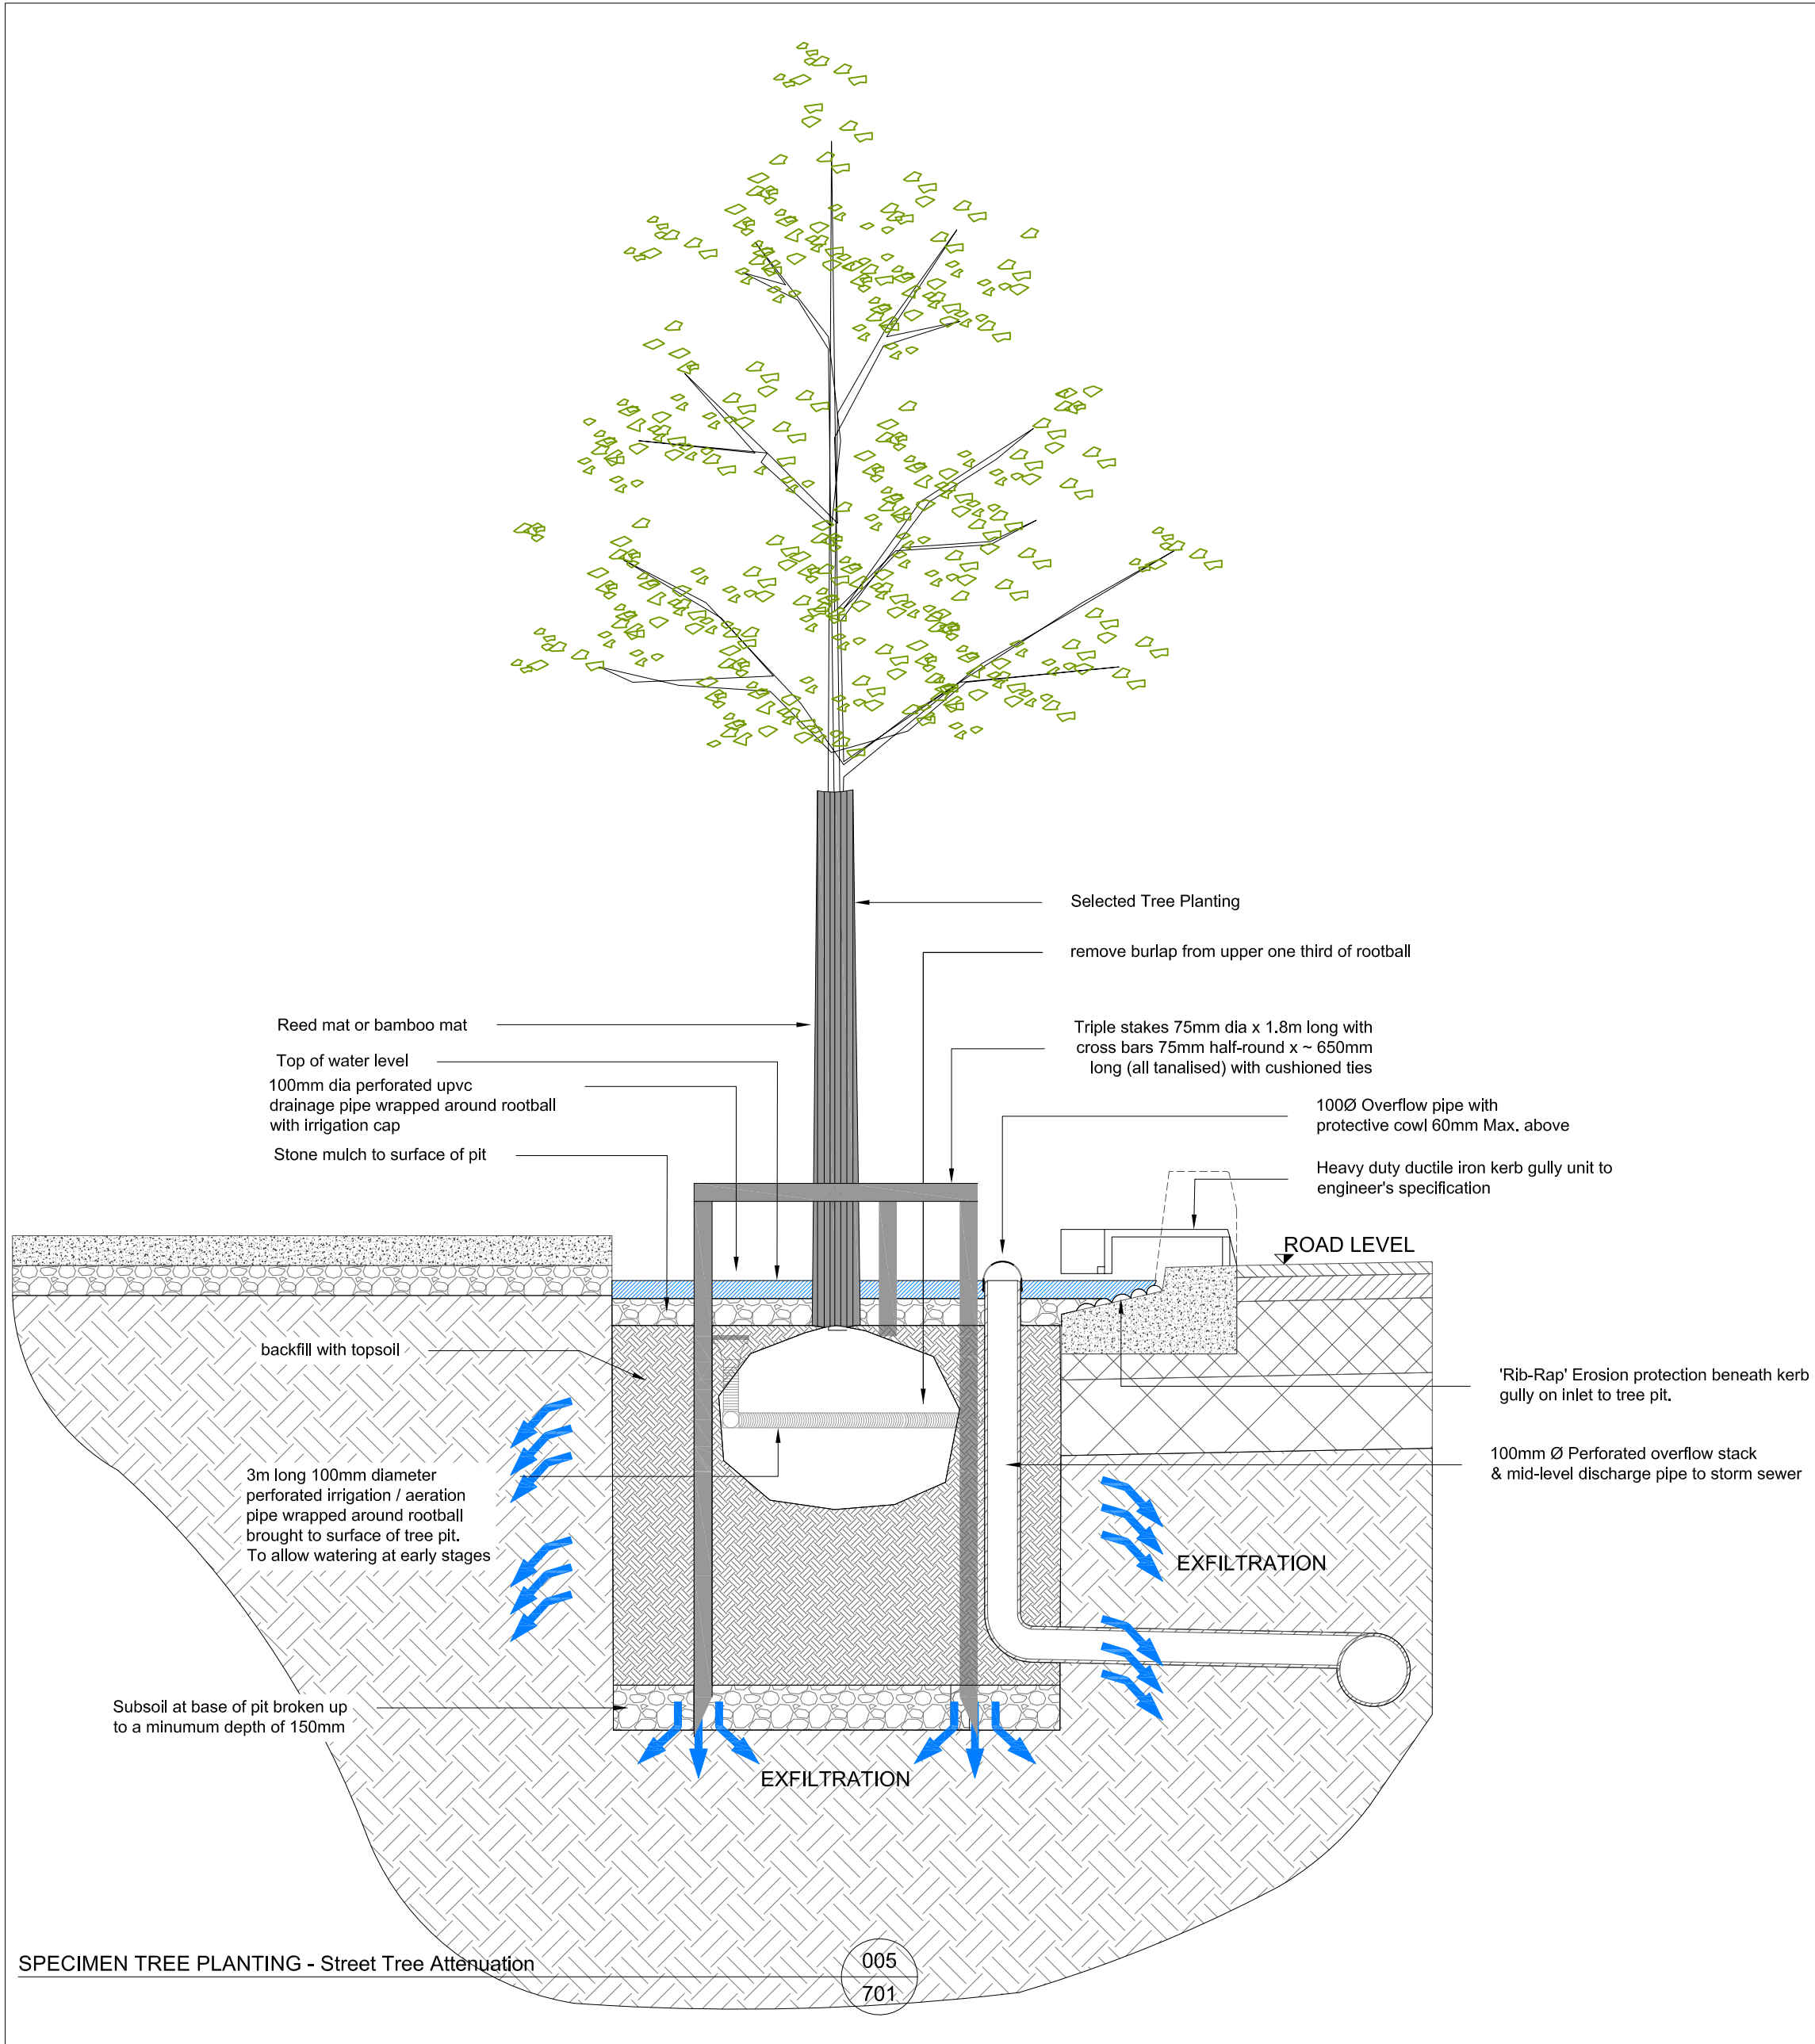 Selected Tree Planting
remove burlap from upper one third of rootball
Reed mat or bamboo mat
Top of water level
100mm dia perforated upvc
drainage pipe wrapped around rootball
with irrigation cap
Stone mulch to surface of pit
Triple stakes 75mm dia x 1.8m long with
cross bars 75mm half-round x ~ 650mm
long (all tanalised) with cushioned ties
100Ø Overflow pipe with
protective cowl 60mm Max. above
Heavy duty ductile iron kerb gully unit to
engineer's specification
ROAD LEVEL
backfill with topsoil
'Rib-Rap' Erosion protection beneath kerb
gully on inlet to tree pit.
3m long 100mm diameter
perforated irrigation / aeration
pipe wrapped around rootball
brought to surface of tree pit.
To allow watering at early stages
100mm Ø Perforated overflow stack
& mid-level discharge pipe to storm sewer
EXFILTRATION
Subsoil at base of pit broken up
to a minumum depth of 150mm
EXFILTRATION
SPECIMEN TREE PLANTING - Street Tree Attenuation
005
701